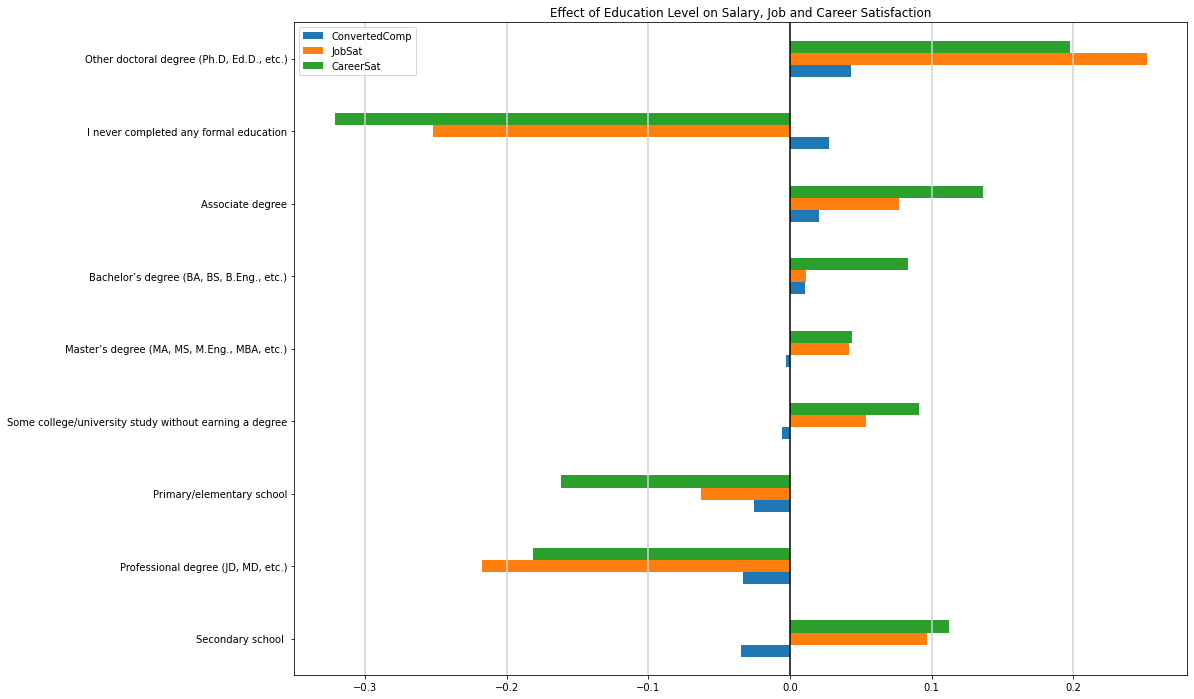 Effect of Education Level on Salary, Job and Career Satisfaction
ConvertedComp
JobSat
CareerSat
Other doctoral degree (Ph.D, Ed.D., etc.)
I never completed any formal education
Associate degree
Bachelor’s degree (BA, BS, B.Eng., etc.)
Master’s degree (MA, MS, M.Eng., MBA, etc.)
Some college/university study without earning a degree
Primary/elementary school
Professional degree (JD, MD, etc.)
Secondary school
−0.3 −0.2 −0.1 0.0 0.1 0.2